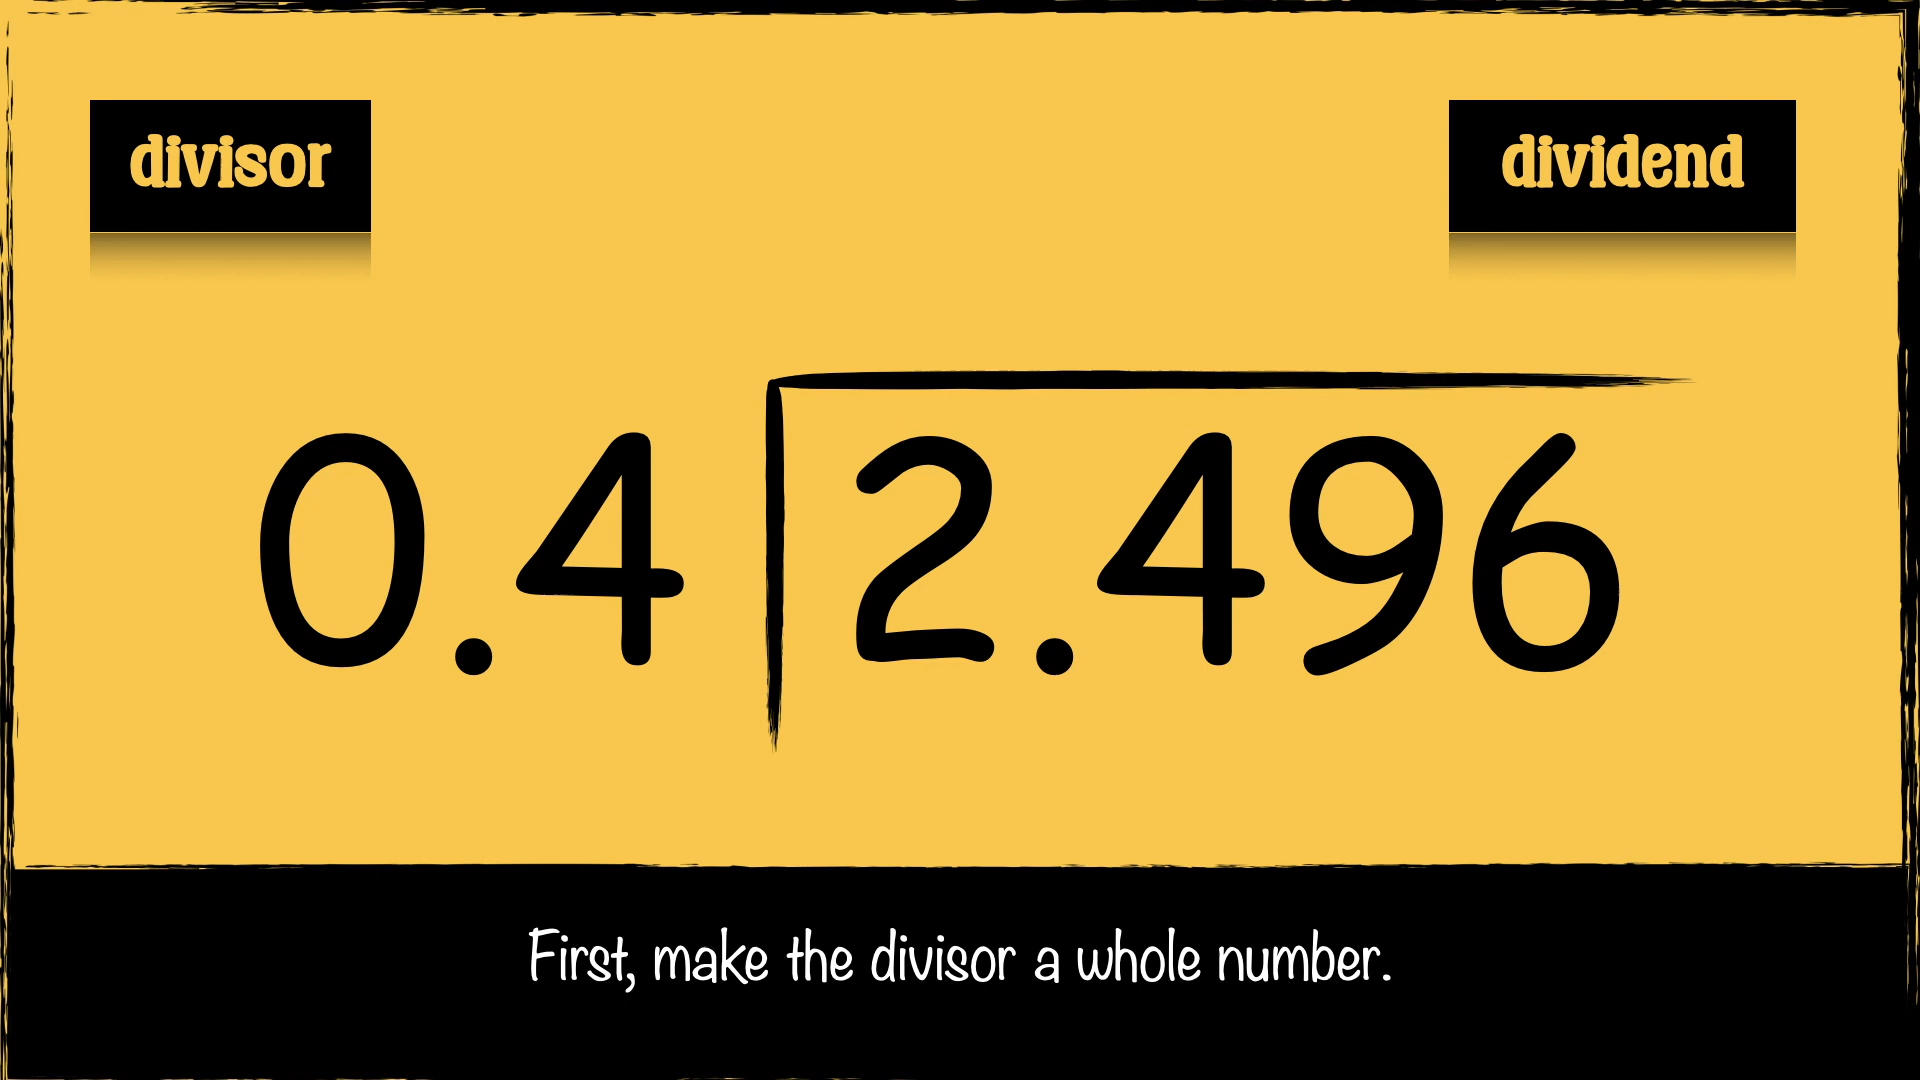 divisor
dividend
0.4 2.496
First, make the divisor a whole number.